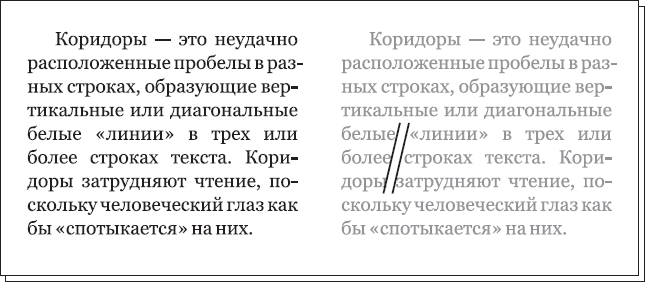 Коридоры — это неудачно
расположенные пробелы в раз-
ных строках, образующие вер-
тикальные или диагональные
белые «линии» в трех или
более строках текста. Кори-
доры затрудняют чтение, по-
скольку человеческий глаз как
бы «спотыкается» на них.
Коридоры — это неудачно
расположенные пробелы в раз-
ных строках, образующие вер-
тикальные или диагональные
белые «линии» в трех или
более строках текста. Кори-
доры затрудняют чтение, по-
скольку человеческий глаз как
бы «спотыкается» на них.